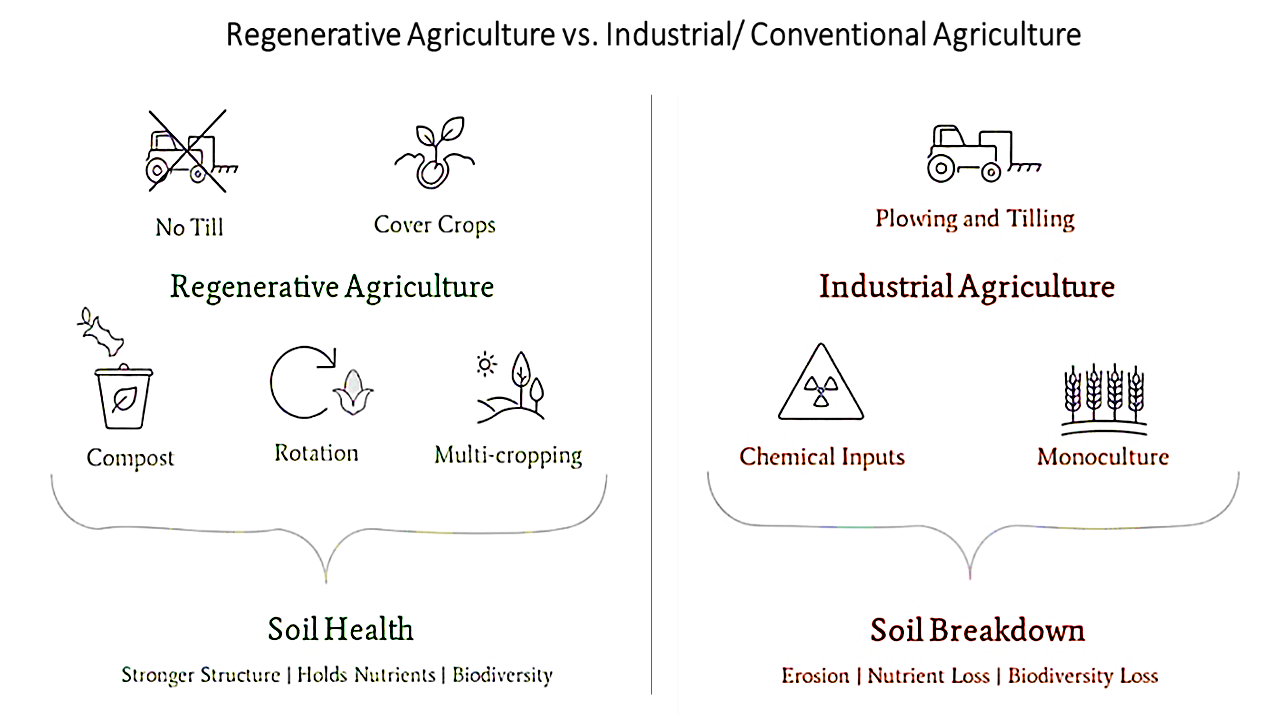 Regenerative Agriculture vs. Industrial/ Conventional Agriculture
No Till
Cover Crops
Regenerative Agriculture
Compost
Rotation
Multi-cropping
Soil Health
Stronger Structure | Holds Nutrients | Biodiversity
Plowing and Tilling
Industrial Agriculture
Chemical Inputs
Monoculture
Soil Breakdown
Erosion | Nutrient Loss | Biodiversity Loss